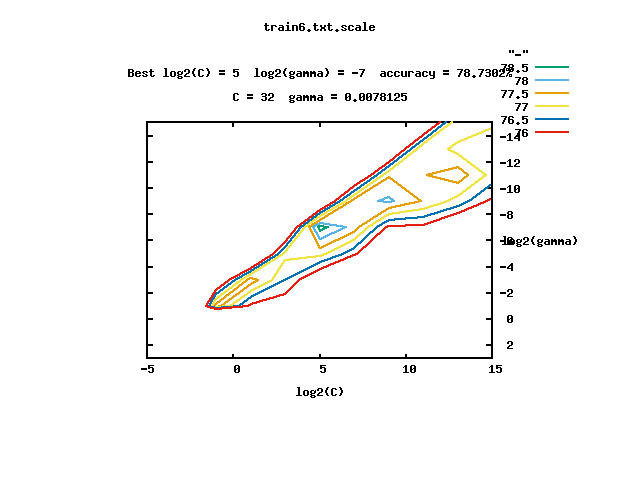 train6.txt.scale
"-"
Best log2(C) = 5  log2(gamma) = -7  accuracy = 78.7302%
C = 32  gamma = 0.0078125
78.5
78
77.5
77
76.5
76
-14
-12
-10
-8
-6
log2(gamma)
-4
-2
0
2
-5 0 5 10 15
log2(C)